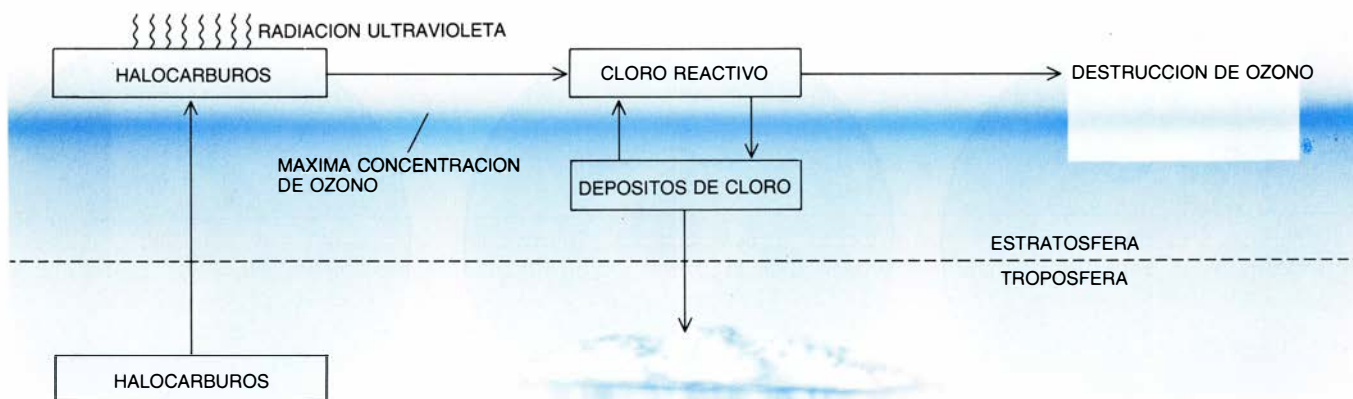 RADIACION ULTRAVIOLETA
HALOCARBUROS
CLORO REACTIVO
DESTRUCCION DE OZONO
MAXIMA CONCENTRACION
DE OZONO
DEPOSITOS DE CLORO
ESTRATOSFERA
TROPOSFERA
HALOCARBUROS